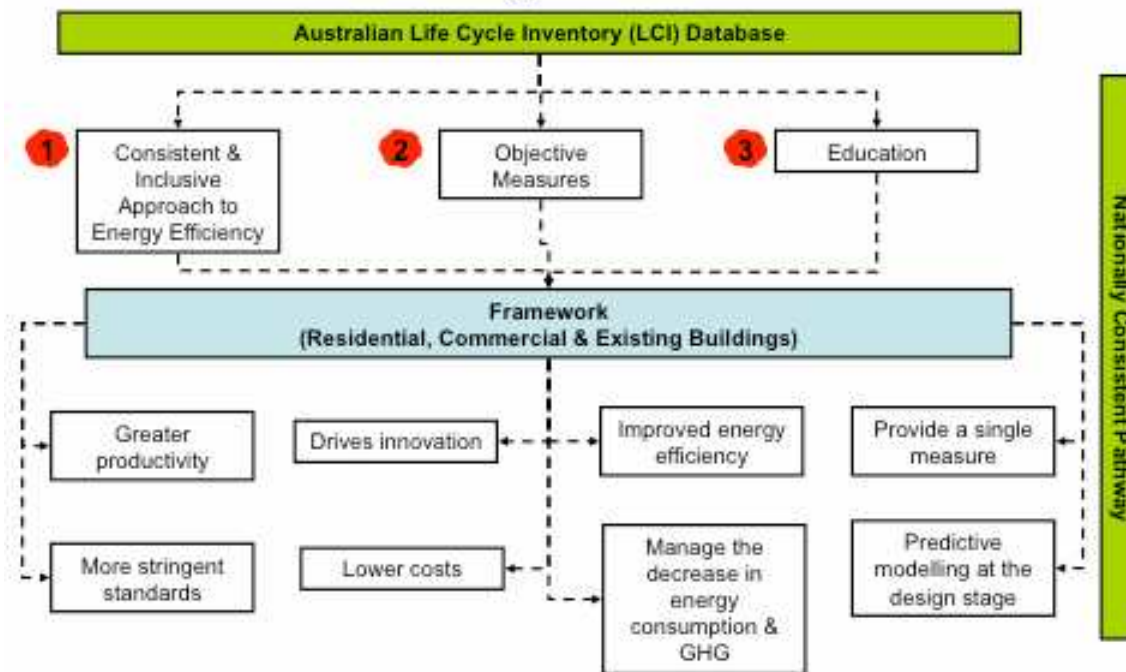 Australian Life Cycle Inventory (LCI) Database
1
Consistent &
Inclusive
Approach to
Energy Efficiency
2
Objective
Measures
3
Education
Framework
(Residential, Commercial & Existing Buildings)
Greater
productivity
Drives innovation
Improved energy
efficiency
Provide a single
measure
More stringent
standards
Lower costs
Manage the
decrease in
energy
consumption &
GHG
Predictive
modelling at the
design stage
Nationally Consistent Pathway